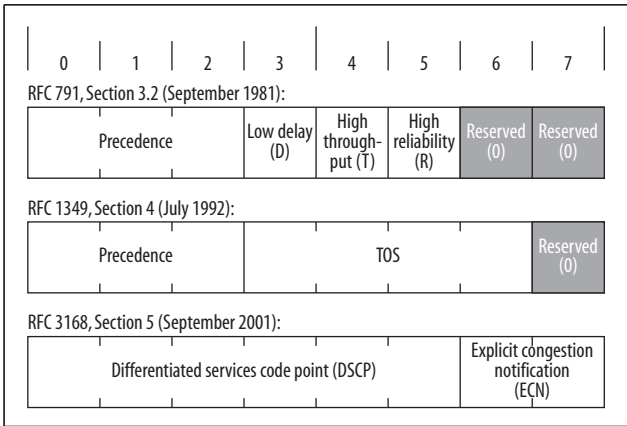 0 1 2 3 4 5 6 7
RFC 791, Section 3.2 (September 1981):
Precedence
Low delay
(D)
High
through-
put (T)
High
reliability
(R)
Reserved
(0)
Reserved
(0)
RFC 1349, Section 4 (July 1992):
Precedence
TOS
Reserved
(0)
RFC 3168, Section 5 (September 2001):
Differentiated services code point (DSCP)
Explicit congestion
notification
(ECN)